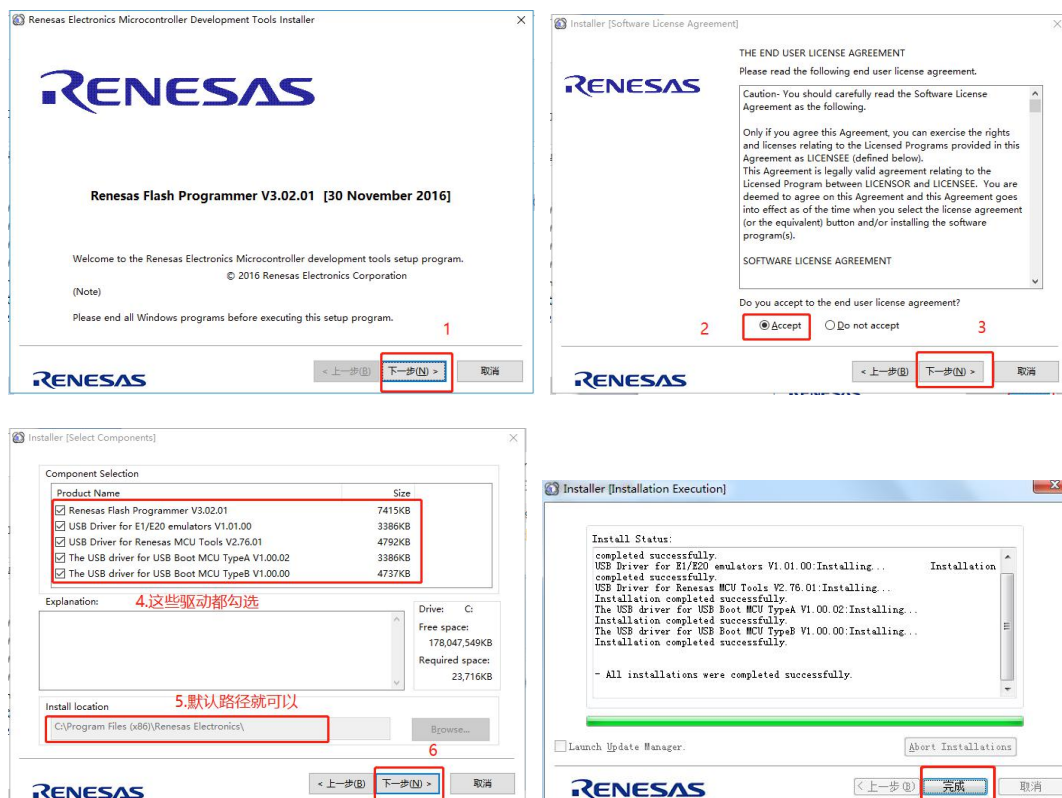 Renesas Electronics Microcontroller Development Tools Installer
RENESAS
Renesas Flash Programmer V3.02.01 [30 November 2016]
Welcome to the Renesas Electronics Microcontroller development tools setup program.
© 2016 Renesas Electronics Corporation
(Note)
Please end all Windows programs before executing this setup program.
1
< 上一步(B) 下一步(N) > 取消
RENESAS
Installer [Software License Agreement]
THE END USER LICENSE AGREEMENT
Please read the following end user license agreement.
RENESAS
Caution- You should carefully read the Software License
Agreement as the following.
Only if you agree this Agreement, you can exercise the rights
and licenses relating to the Licensed Programs provided in this
Agreement as LICENSEE (defined below).
This Agreement is legally valid agreement relating to the
Licensed Program between LICENSOR and LICENSEE. You are
deemed to agree on this Agreement and this Agreement goes
into effect as of the time when you select the license agreement
(or the equivalent) button and/or installing the software
program(s).
SOFTWARE LICENSE AGREEMENT
Do you accept to the end user license agreement?
2 Accept Do not accept 3
< 上一步(B) 下一步(N) > 取消
RENESAS
Installer [Select Components]
Component Selection
Product Name Size
Renesas Flash Programmer V3.02.01 7415KB
USB Driver for E1/E20 emulators V1.01.00 3386KB
USB Driver for Renesas MCU Tools V2.76.01 4792KB
The USB driver for USB Boot MCU TypeA V1.00.02 3386KB
The USB driver for USB Boot MCU TypeB V1.00.00 4737KB
Explanation: 4.这些驱动都勾选
Drive: C:
Free space:
178,047,549KB
Required space:
23,716KB
Install location 5.默认路径就可以
C:\Program Files (x86)\Renesas Electronics\ Browse...
6
< 上一步(B) 下一步(N) > 取消
RENESAS
Installer [Installation Execution]
Install Status:
completed successfully.
USB Driver for E1/E20 emulators V1.01.00:Installing... Installation
completed successfully.
USB Driver for Renesas MCU Tools V2.76.01:Installing...
Installation completed successfully.
The USB driver for USB Boot MCU TypeA V1.00.02:Installing...
Installation completed successfully.
The USB driver for USB Boot MCU TypeB V1.00.00:Installing...
Installation completed successfully.
- All installations were completed successfully.
Launch Update Manager. Abort Installations
< 上一步(B) 完成 取消
RENESAS